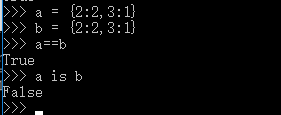 >>> a = {2:2,3:1}
>>> b = {2:2,3:1}
>>> a==b
True
>>> a is b
False
>>>